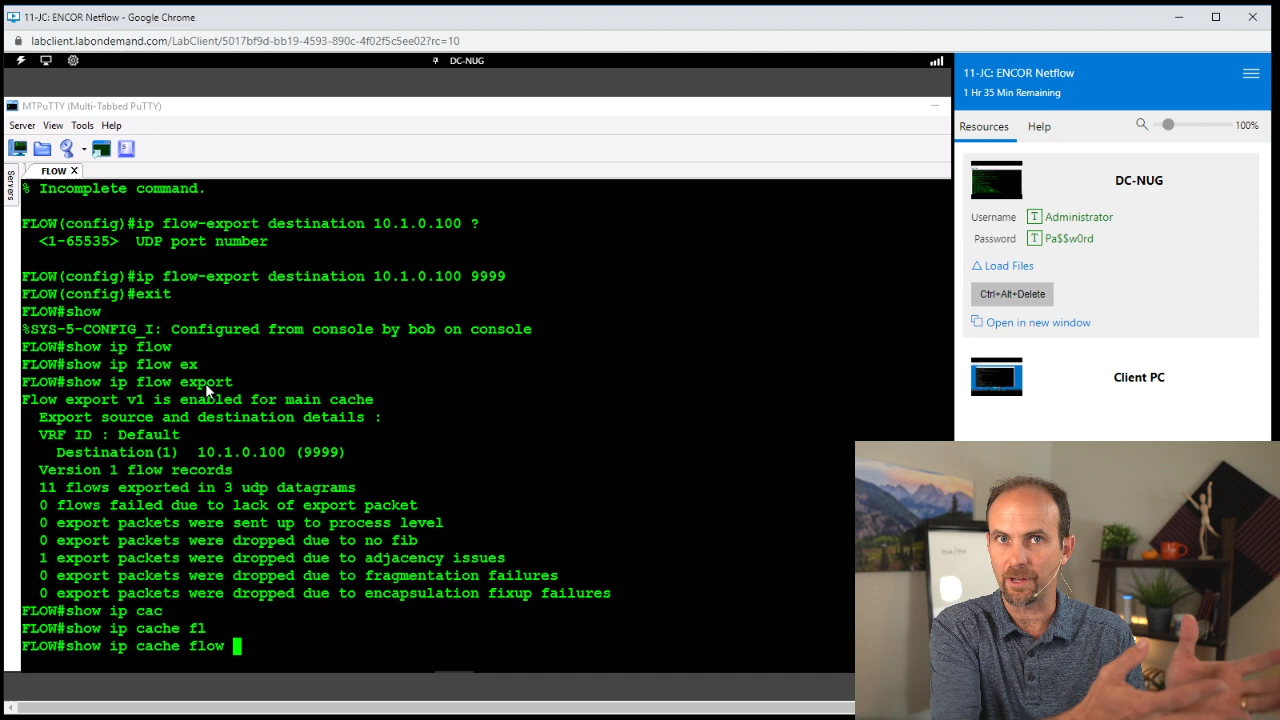 11-JC: ENCOR Netflow - Google Chrome
labclient.labondemand.com/LabClient/5017bf9d-bb19-4593-890c-4f02f5c5ee02?rc=10
DC-NUG
MTPuTTY (Multi-Tabbed PuTTY)
Server View Tools Help
FLOW
Servers
% Incomplete command.
FLOW(config)#ip flow-export destination 10.1.0.100 ?
<1-65535> UDP port number
FLOW(config)#ip flow-export destination 10.1.0.100 9999
FLOW(config)#exit
FLOW#show
%SYS-5-CONFIG_I: Configured from console by bob on console
FLOW#show ip flow
FLOW#show ip flow ex
FLOW#show ip flow export
Flow export v1 is enabled for main cache
Export source and destination details :
VRF ID : Default
Destination(1) 10.1.0.100 (9999)
Version 1 flow records
11 flows exported in 3 udp datagrams
0 flows failed due to lack of export packet
0 export packets were sent up to process level
0 export packets were dropped due to no fib
1 export packets were dropped due to adjacency issues
0 export packets were dropped due to fragmentation failures
0 export packets were dropped due to encapsulation fixup failures
FLOW#show ip cac
FLOW#show ip cache fl
FLOW#show ip cache flow
11-JC: ENCOR Netflow
1 Hr 35 Min Remaining
Resources Help 100%
DC-NUG
Username T Administrator
Password T Pa$$w0rd
Load Files
Ctrl+Alt+Delete
Open in new window
Client PC